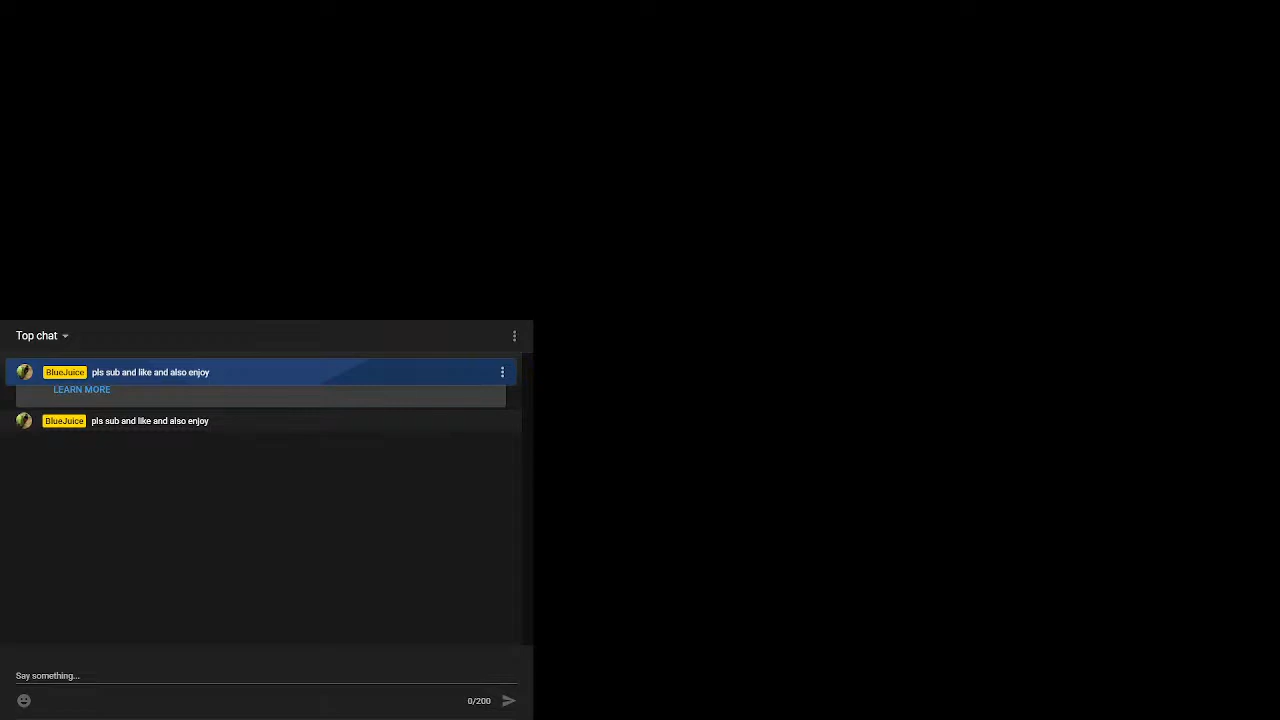 Top chat
BlueJuice pls sub and like and also enjoy
LEARN MORE
BlueJuice pls sub and like and also enjoy
Say something...
0/200